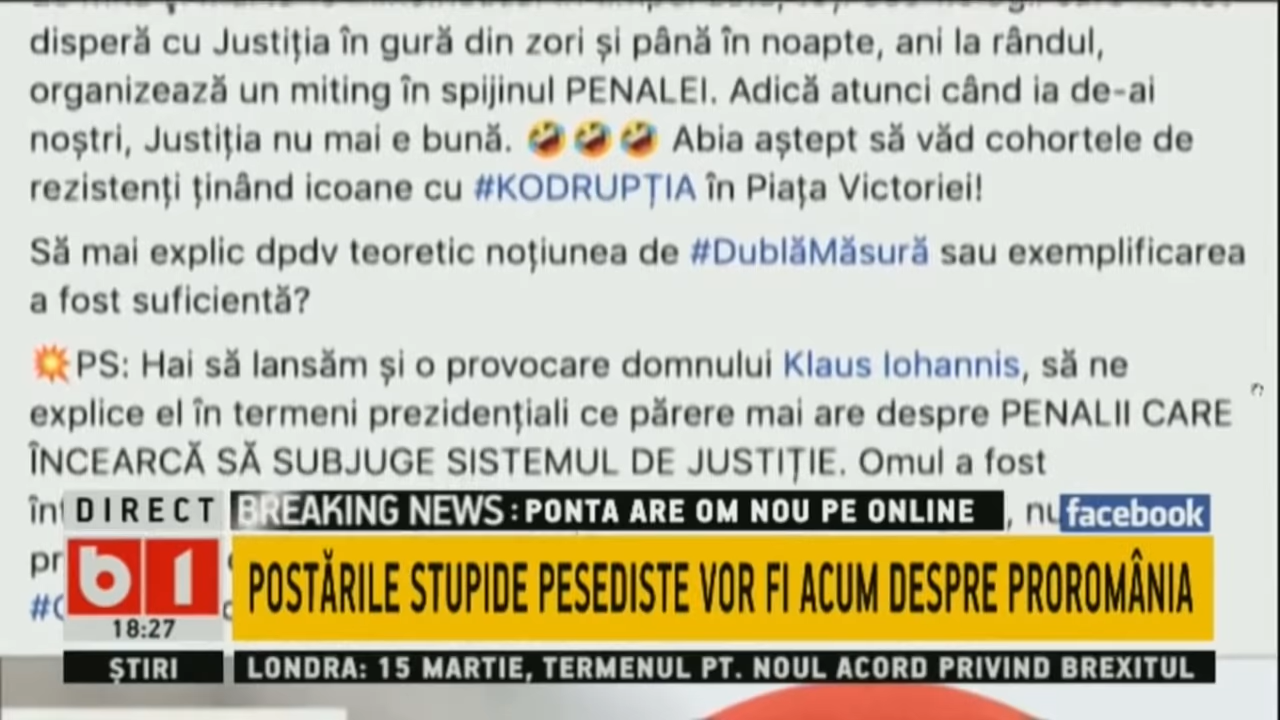 disperă cu Justiția în gură din zori și până în noapte, ani la rândul,
organizează un miting în spijinul PENALEI. Adică atunci când ia de-ai
noștri, Justiția nu mai e bună. 🤣🤣🤣 Abia aștept să văd cohortele de
rezistenți ținând icoane cu #KODRUPȚIA în Piața Victoriei!
Să mai explic dpdv teoretic noțiunea de #DublăMăsură sau exemplificarea
a fost suficientă?
💥PS: Hai să lansăm și o provocare domnului Klaus Iohannis, să ne
explice el în termeni prezidențiali ce părere mai are despre PENALII CARE
ÎNCEARCĂ SĂ SUBJUGE SISTEMUL DE JUSTIȚIE. Omul a fost
DIRECT BREAKING NEWS: PONTA ARE OM NOU PE ONLINE facebook
b1 POSTĂRILE STUPIDE PESEDISTE VOR FI ACUM DESPRE PROROMÂNIA
18:27
ȘTIRI LONDRA: 15 MARTIE, TERMENUL PT. NOUL ACORD PRIVIND BREXITUL